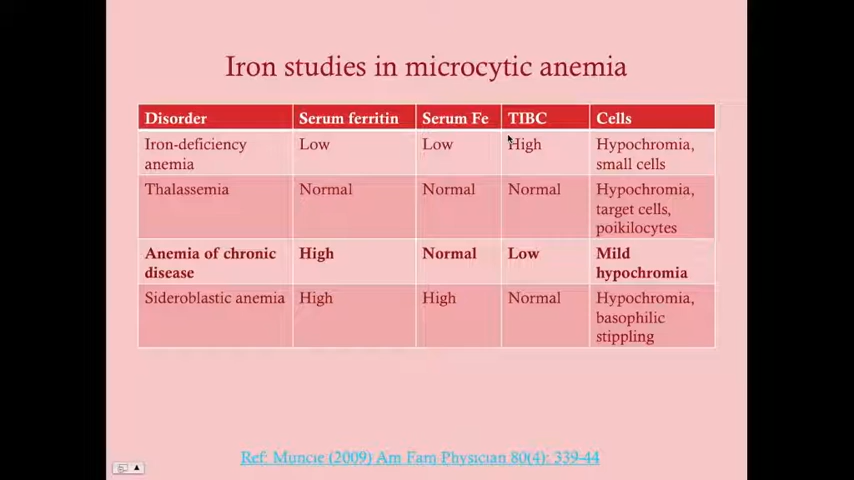 Iron studies in microcytic anemia
Disorder Serum ferritin Serum Fe TIBC Cells
Iron-deficiency anemia Low Low High Hypochromia, small cells
Thalassemia Normal Normal Normal Hypochromia, target cells, poikilocytes
Anemia of chronic disease High Normal Low Mild hypochromia
Sideroblastic anemia High High Normal Hypochromia, basophilic stippling
Ref: Muncie (2009) Am Fam Physician 80(4): 339-44